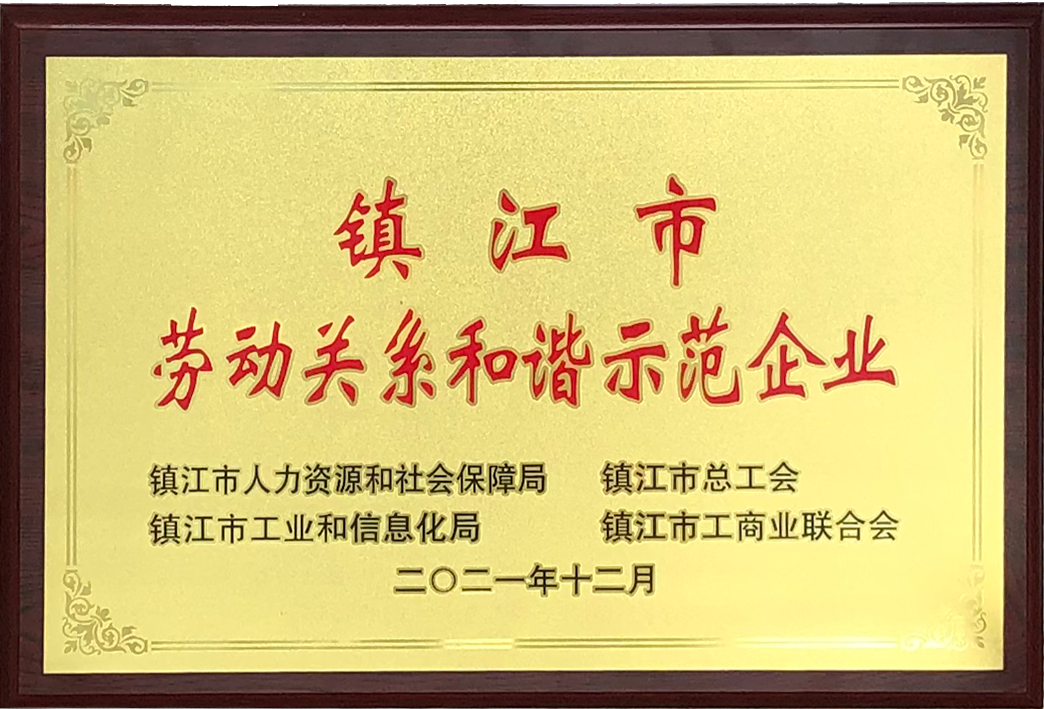 镇江市
劳动关系和谐示范企业
镇江市人力资源和社会保障局 镇江市总工会
镇江市工业和信息化局 镇江市工商业联合会
二〇二一年十二月